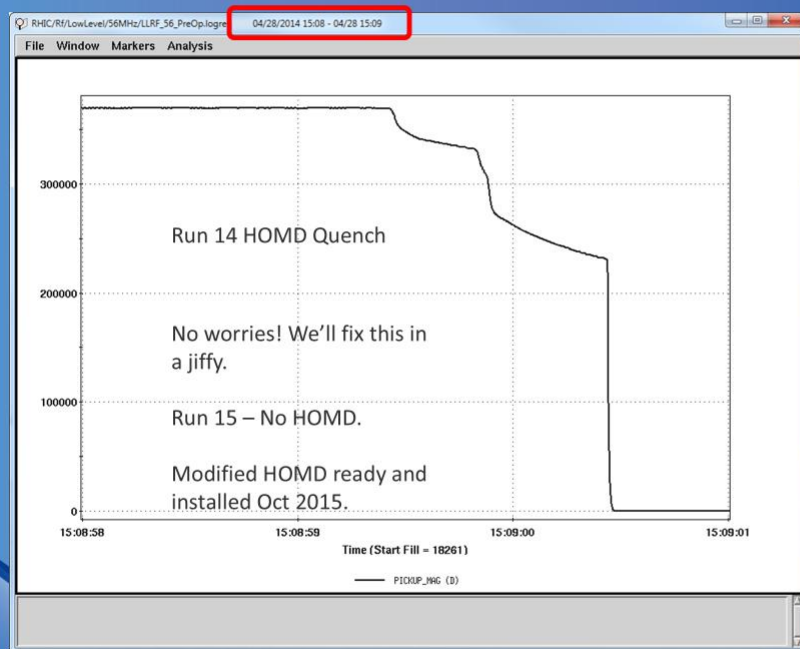 RHIC/Rf/LowLevel/56MHz/LLRF_56_PreOp.logre 04/28/2014 15:08 - 04/28 15:09
File Window Markers Analysis
300000
200000
100000
0
Run 14 HOMD Quench
No worries! We’ll fix this in
a jiffy.
Run 15 – No HOMD.
Modified HOMD ready and
installed Oct 2015.
15:08:58 15:08:59 15:09:00 15:09:01
Time (Start Fill = 18261)
PICKUP_MAG (D)